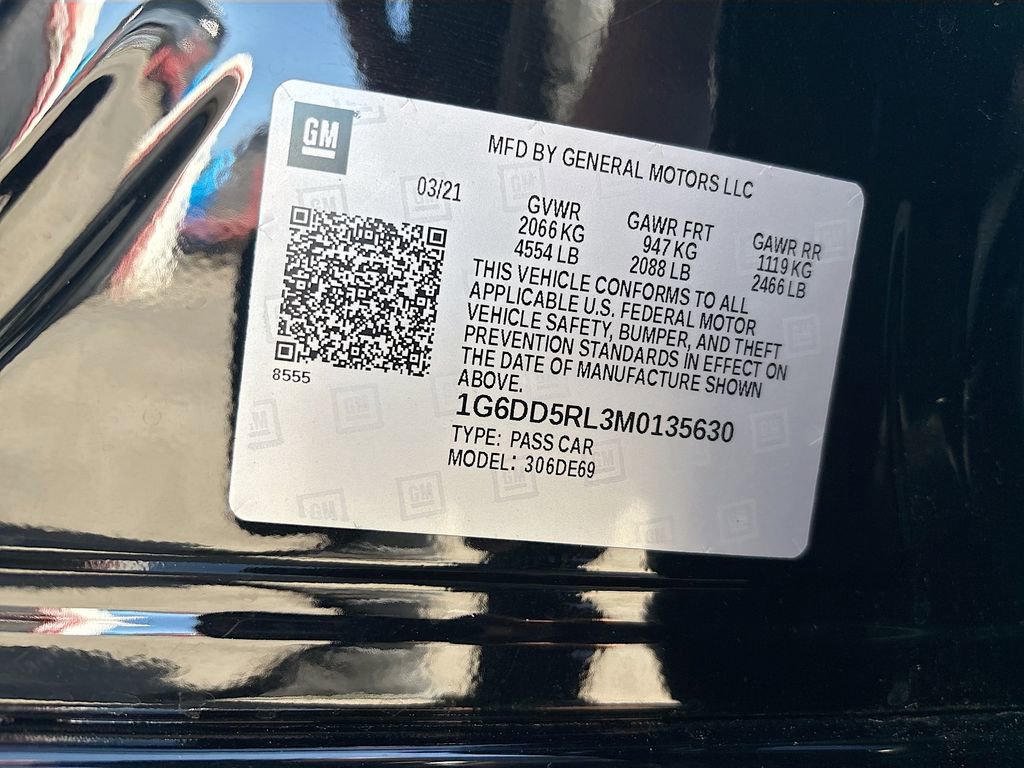 GM
MFD BY GENERAL MOTORS LLC
03/21
GVWR
2066 KG
4554 LB
GAWR FRT
947 KG
2088 LB
GAWR RR
1119 KG
2466 LB
THIS VEHICLE CONFORMS TO ALL
APPLICABLE U.S. FEDERAL MOTOR
VEHICLE SAFETY, BUMPER, AND THEFT
PREVENTION STANDARDS IN EFFECT ON
THE DATE OF MANUFACTURE SHOWN
ABOVE.
8555
1G6DD5RL3M0135630
TYPE: PASS CAR
MODEL: 306DE69